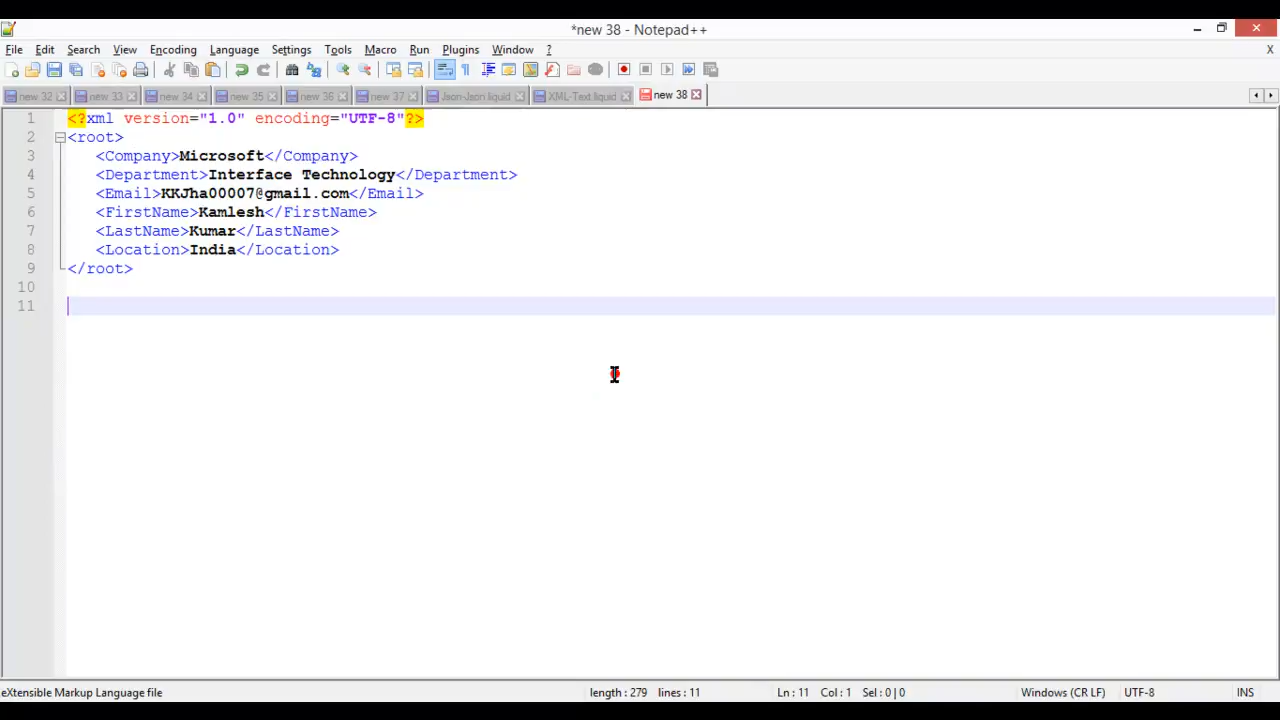 *new 38 - Notepad++
File Edit Search View Encoding Language Settings Tools Macro Run Plugins Window ? X
new 32 new 33 new 34 new 35 new 36 new 37 Json-Json.liquid XML-Text.liquid new 38
1 <?xml version="1.0" encoding="UTF-8"?>
2 <root>
3 <Company>Microsoft</Company>
4 <Department>Interface Technology</Department>
5 <Email>KKJha00007@gmail.com</Email>
6 <FirstName>Kamlesh</FirstName>
7 <LastName>Kumar</LastName>
8 <Location>India</Location>
9 </root>
10
11
eXtensible Markup Language file length : 279 lines : 11 Ln : 11 Col : 1 Sel : 0 | 0 Windows (CR LF) UTF-8 INS